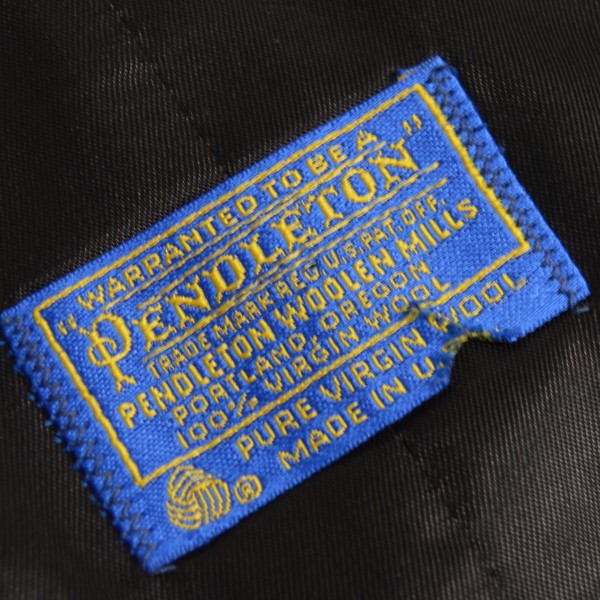 "WARRANTED TO BE A
PENDLETON"
TRADE MARK REG. U.S. PAT. OFF.
PENDLETON WOOLEN MILLS
PORTLAND, OREGON
100% VIRGIN WOOL
PURE VIRGIN WOOL
® MADE IN U